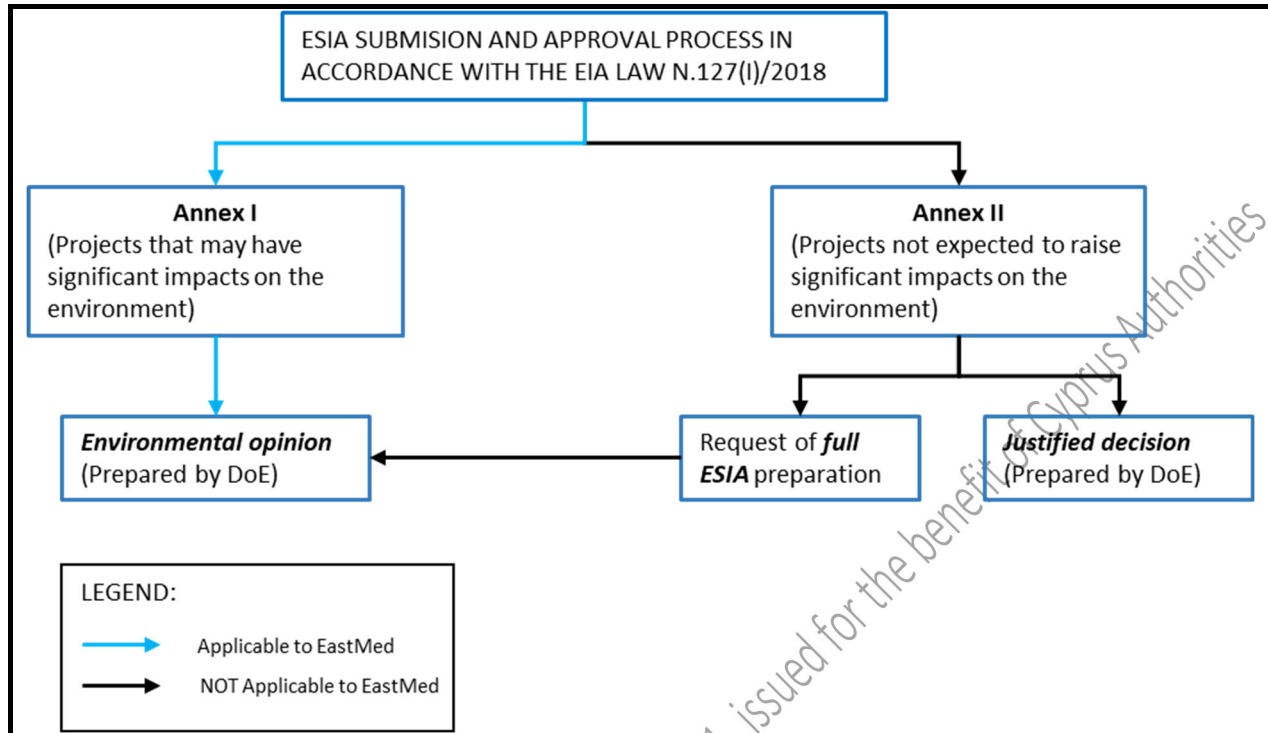 ESIA SUBMISION AND APPROVAL PROCESS IN
ACCORDANCE WITH THE EIA LAW N.127(I)/2018
Annex I
(Projects that may have
significant impacts on the
environment)
Annex II
(Projects not expected to raise
significant impacts on the
environment)
Environmental opinion
(Prepared by DoE)
Request of full
ESIA preparation
Justified decision
(Prepared by DoE)
LEGEND:
Applicable to EastMed
NOT Applicable to EastMed
issued for the benefit of Cyprus Authorities